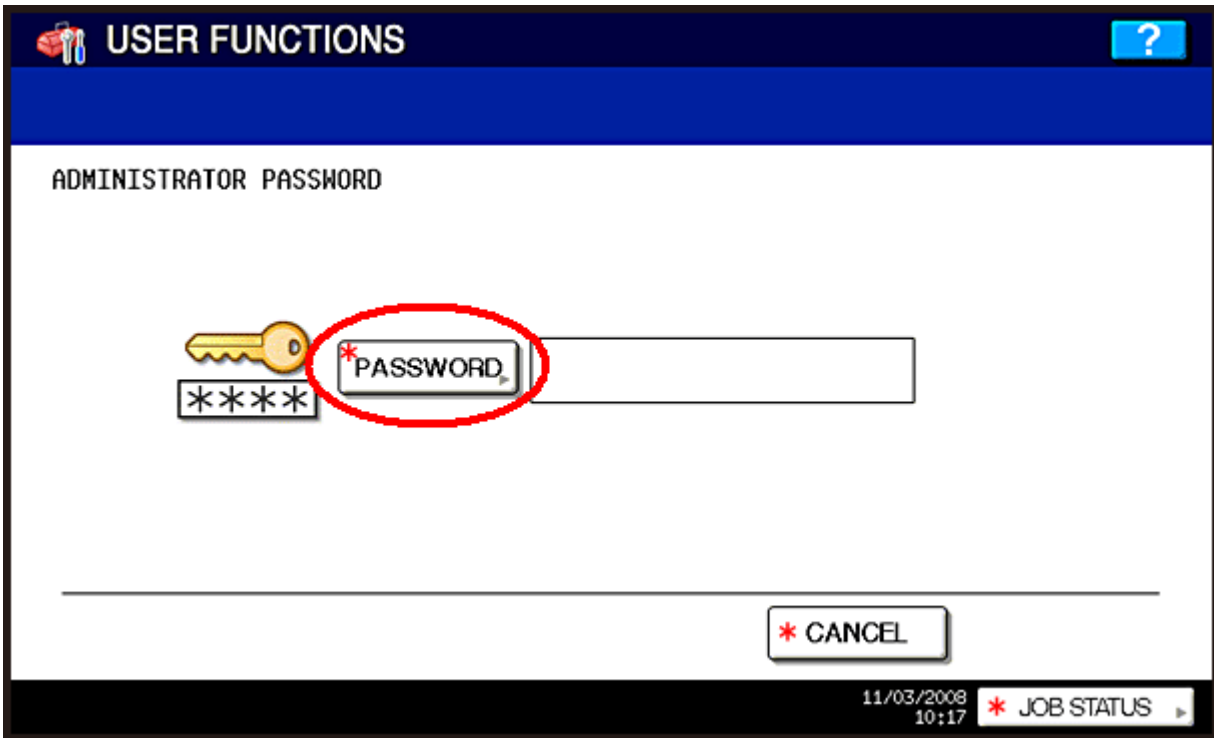 USER FUNCTIONS
?
ADMINISTRATOR PASSWORD
*PASSWORD
****
* CANCEL
11/03/2008
10:17
* JOB STATUS